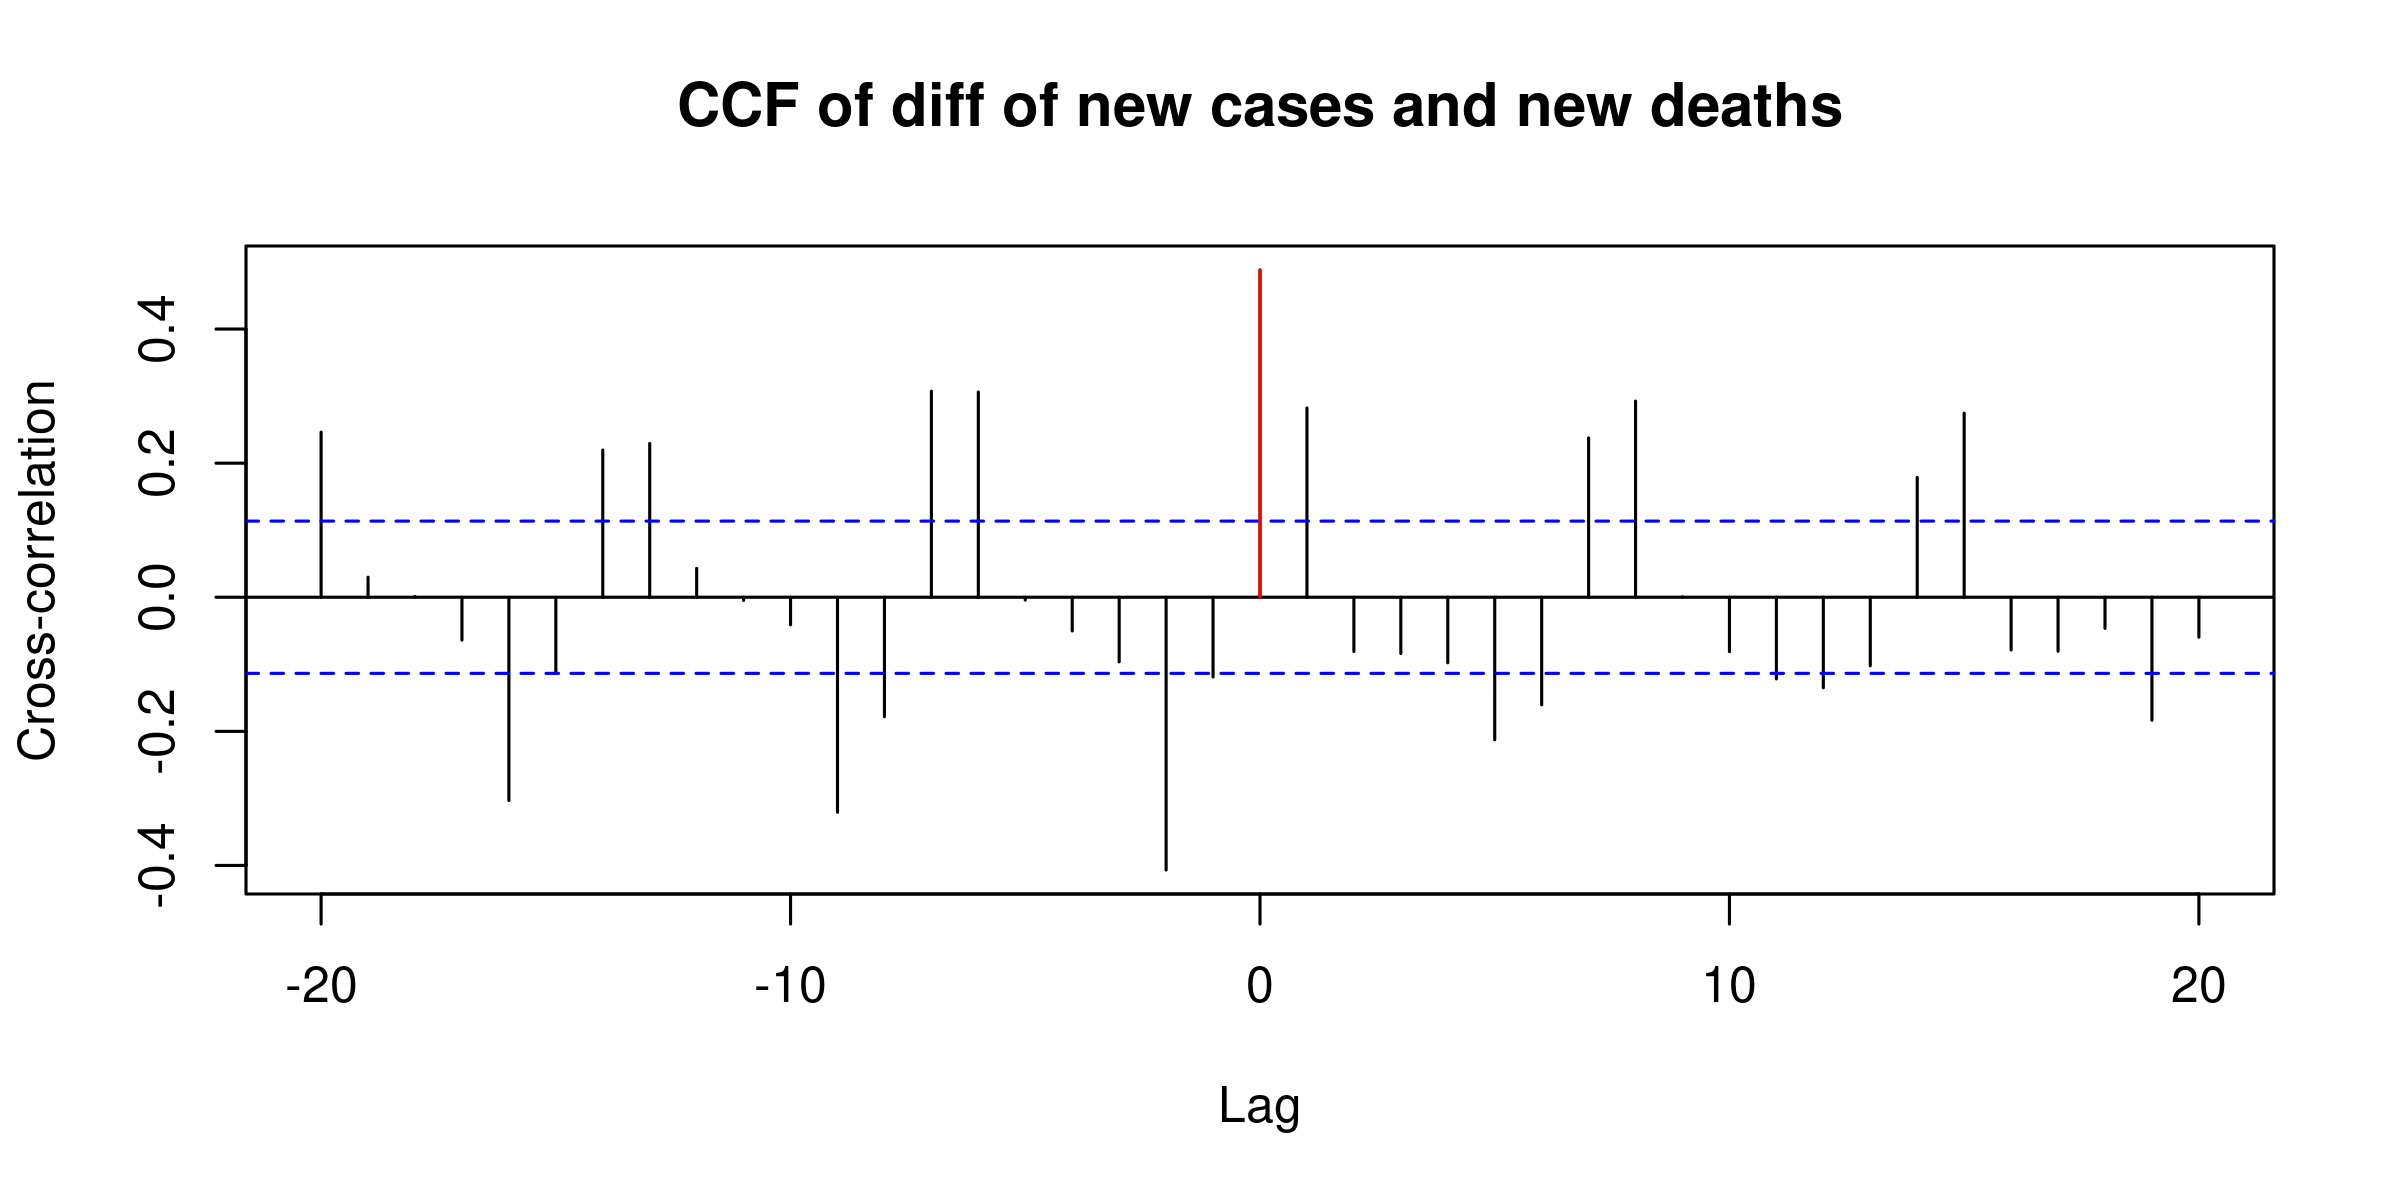 CCF of diff of new cases and new deaths
Cross-correlation
0.4
0.2
0.0
-0.2
-0.4
-20 -10 0 10 20
Lag